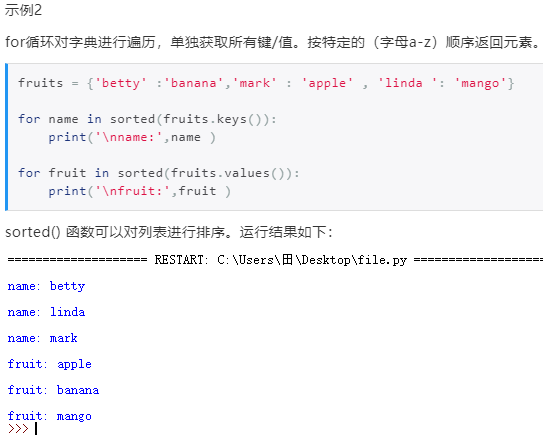 示例2
for循环对字典进行遍历，单独获取所有键/值。按特定的（字母a-z）顺序返回元素。
fruits = {'betty' :'banana','mark' : 'apple' , 'linda ': 'mango'}
for name in sorted(fruits.keys()):
    print('\nname:',name )
for fruit in sorted(fruits.values()):
    print('\nfruit:',fruit )
sorted() 函数可以对列表进行排序。运行结果如下：
==================== RESTART: C:\Users\田\Desktop\file.py ===================
name: betty
name: linda
name: mark
fruit: apple
fruit: banana
fruit: mango
>>>